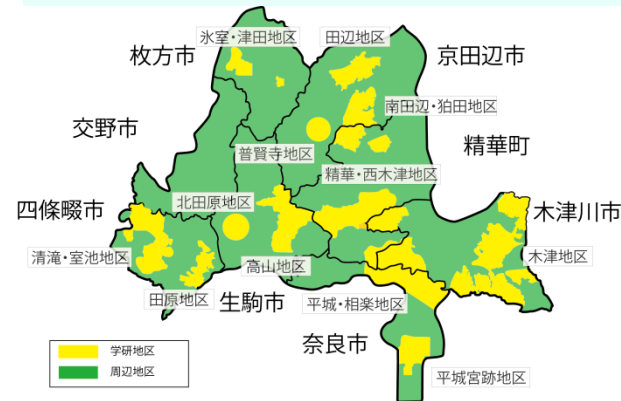 氷室・津田地区
田辺地区
枚方市
京田辺市
南田辺・狛田地区
交野市
普賢寺地区
精華町
精華・西木津地区
北田原地区
四條畷市
木津川市
清滝・室池地区
高山地区
木津地区
田原地区
生駒市
平城・相楽地区
奈良市
学研地区
周辺地区
平城宮跡地区